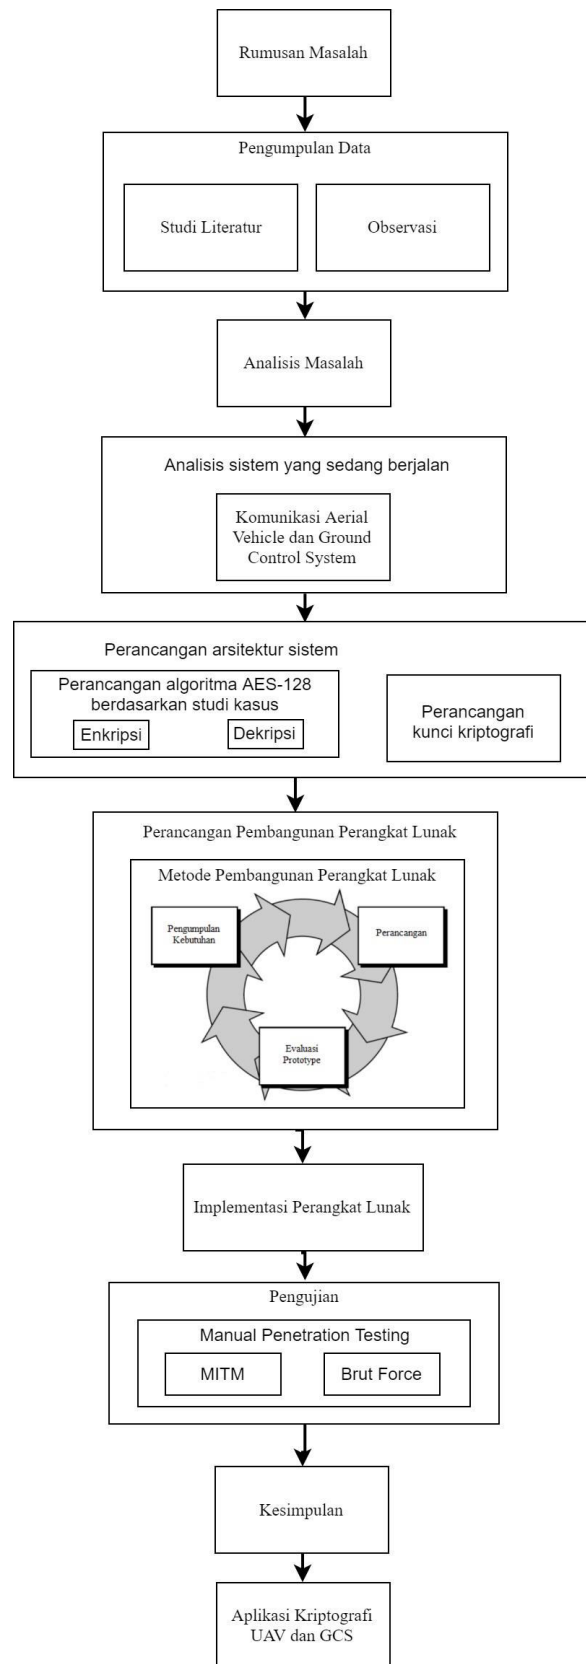 Rumusan Masalah
Pengumpulan Data
Studi Literatur
Observasi
Analisis Masalah
Analisis sistem yang sedang berjalan
Komunikasi Aerial
Vehicle dan Ground
Control System
Perancangan arsitektur sistem
Perancangan algoritma AES-128
berdasarkan studi kasus
Enkripsi
Dekripsi
Perancangan
kunci kriptografi
Perancangan Pembangunan Perangkat Lunak
Metode Pembangunan Perangkat Lunak
Pengumpulan
Kebutuhan
Perancangan
Evaluasi
Prototype
Implementasi Perangkat Lunak
Pengujian
Manual Penetration Testing
MITM
Brut Force
Kesimpulan
Aplikasi Kriptografi
UAV dan GCS